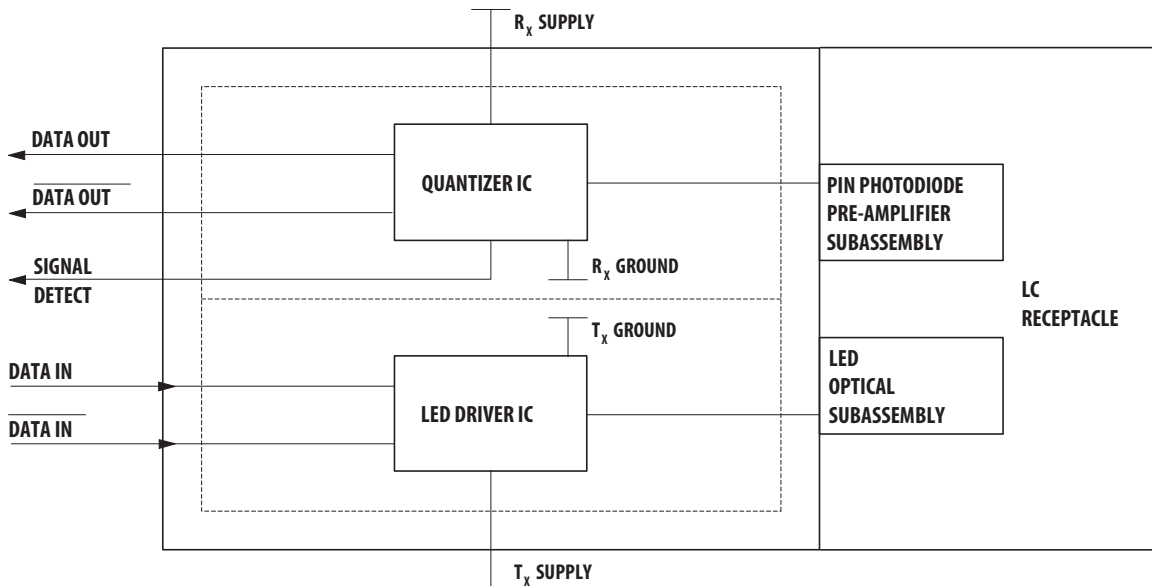 Rx SUPPLY
DATA OUT
QUANTIZER IC
DATA OUT
PIN PHOTODIODE
PRE-AMPLIFIER
SUBASSEMBLY
SIGNAL
DETECT
Rx GROUND
LC
RECEPTACLE
Tx GROUND
DATA IN
LED DRIVER IC
LED
OPTICAL
SUBASSEMBLY
DATA IN
Tx SUPPLY